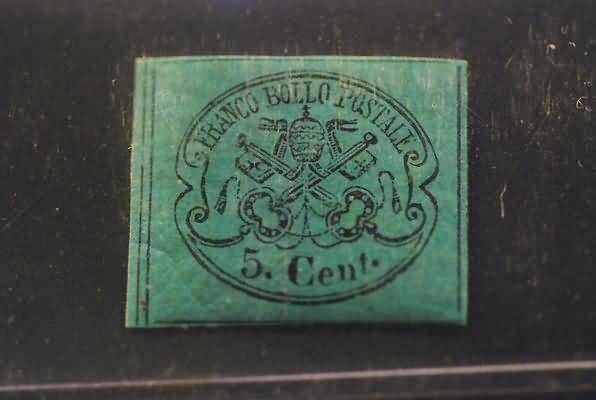 FRANCO BOLLO POSTALE
5. Cent.